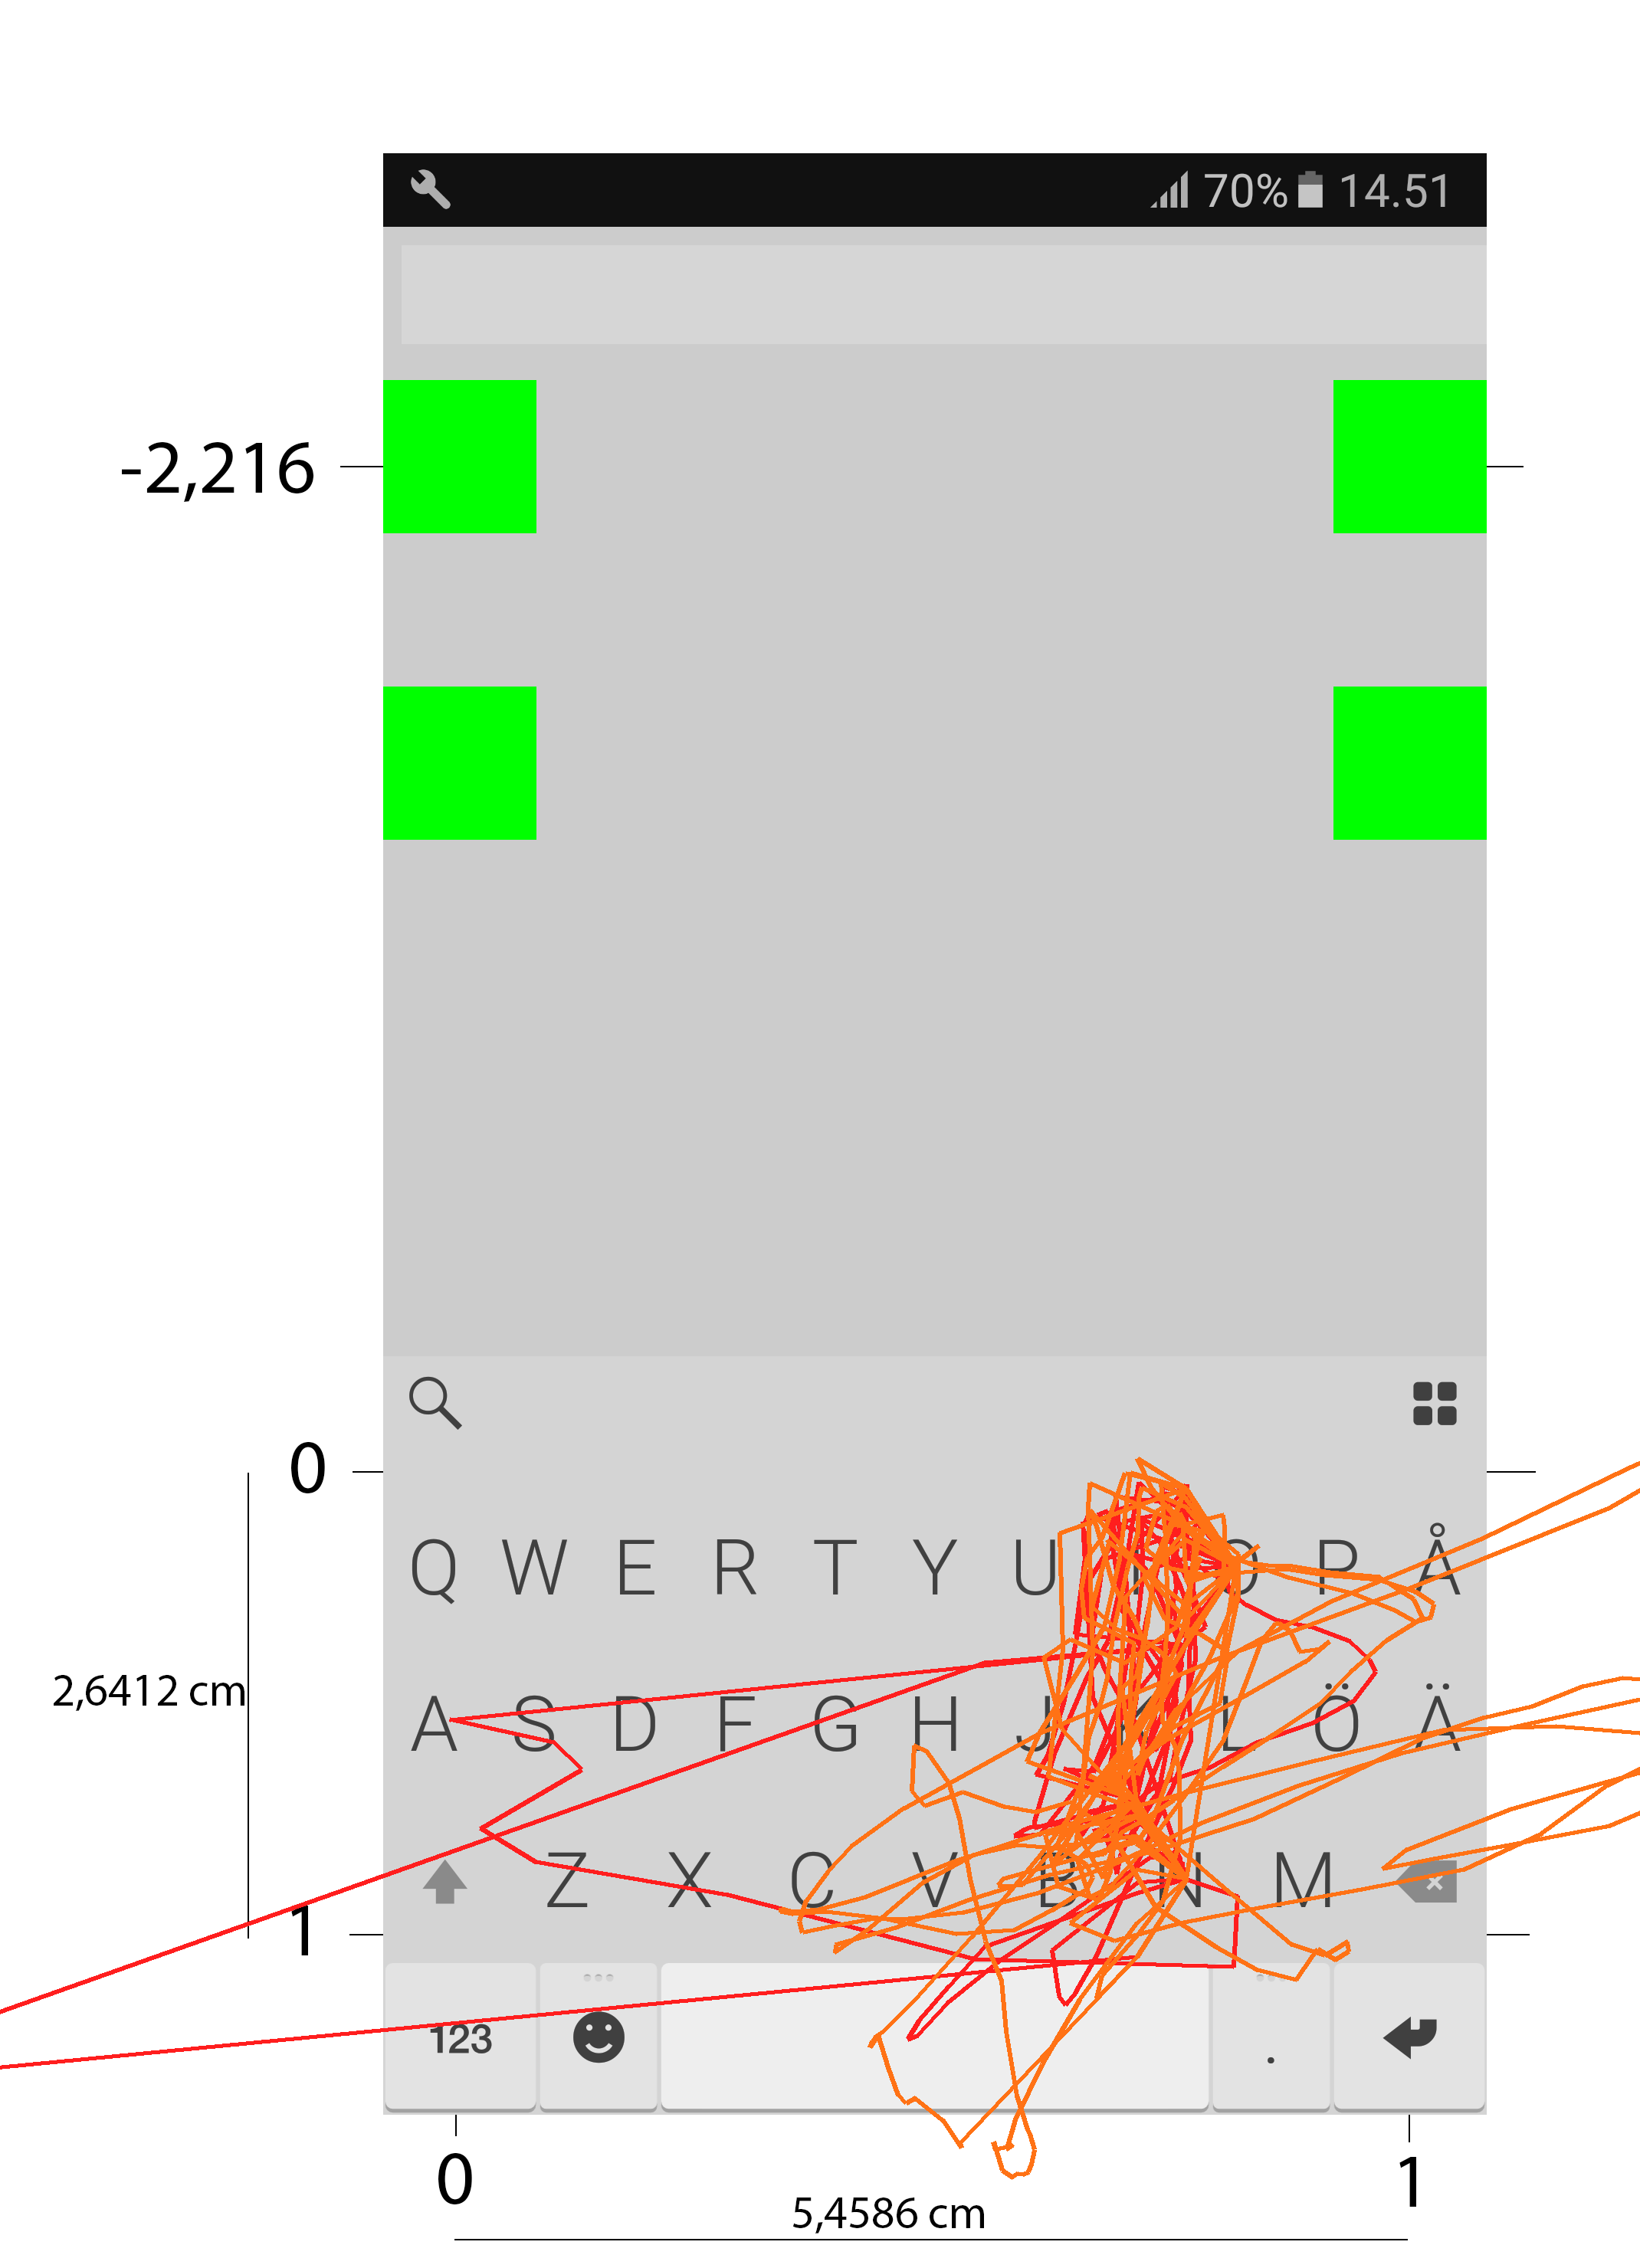 70% 14.51
-2,216
0
Q W E R T Y U I O P Å
2,6412 cm
A S D F G H J K L Ö Ä
Z X C V B N M
1
123 .
0 1
5,4586 cm